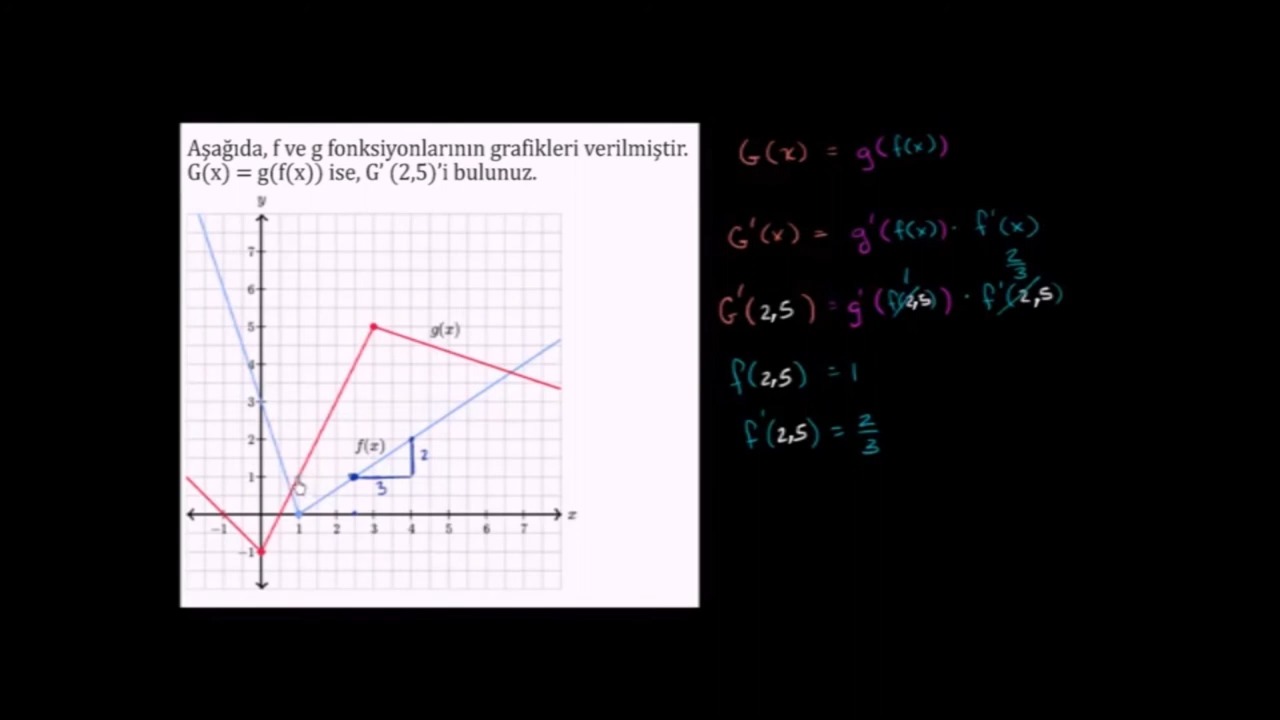 Aşağıda, f ve g fonksiyonlarının grafikleri verilmiştir.
G(x) = g(f(x)) ise, G' (2,5)'i bulunuz.
y
7
6
5
4
3
2
1
-1
g(x)
f(x)
2
3
-1 1 2 3 4 5 6 7 x
G(x) = g(f(x))
G'(x) = g'(f(x)) · f'(x)
1 2/3
G'(2,5) = g'(f(2,5)) · f'(2,5)
f(2,5) = 1
f'(2,5) = 2/3